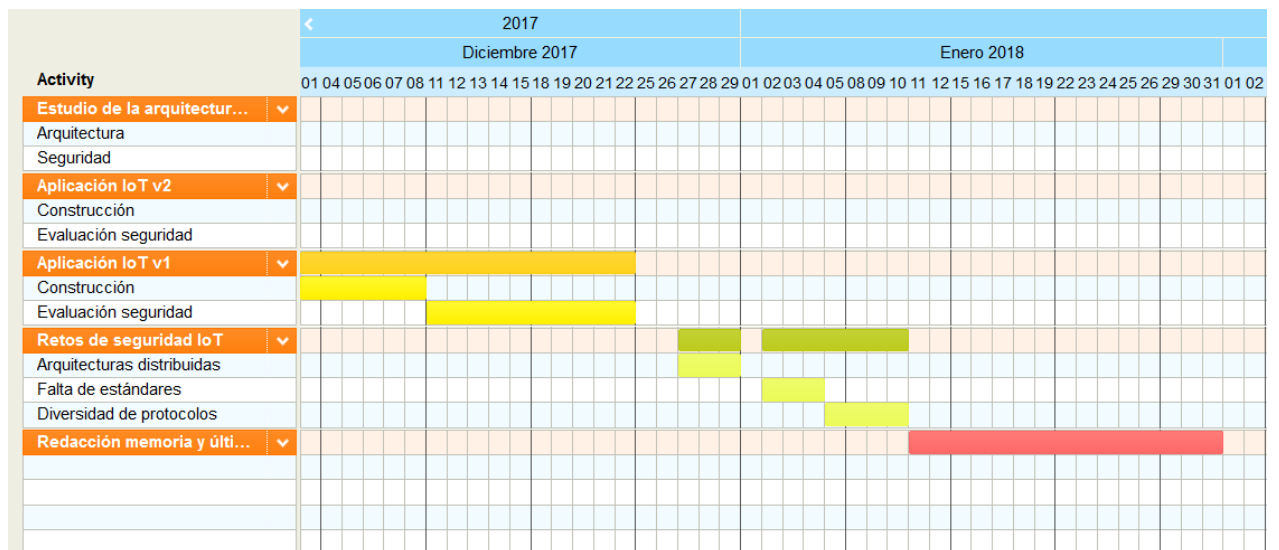 2017
Diciembre 2017 Enero 2018
Activity 01 04 05 06 07 08 11 12 13 14 15 18 19 20 21 22 25 26 27 28 29 01 02 03 04 05 08 09 10 11 12 15 16 17 18 19 22 23 24 25 26 29 30 31 01 02
Estudio de la arquitectur...
Arquitectura
Seguridad
Aplicación IoT v2
Construcción
Evaluación seguridad
Aplicación IoT v1
Construcción
Evaluación seguridad
Retos de seguridad IoT
Arquitecturas distribuidas
Falta de estándares
Diversidad de protocolos
Redacción memoria y últi...